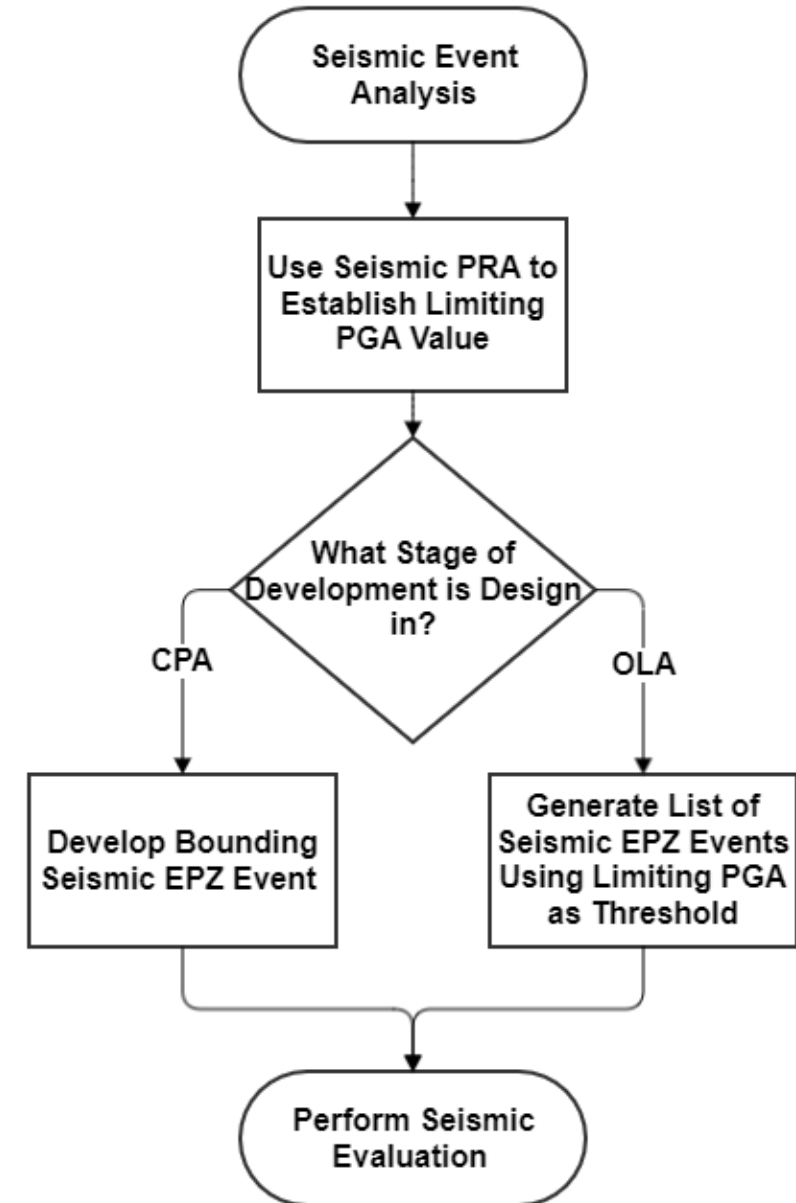 Seismic Event
Analysis
Use Seismic PRA to
Establish Limiting
PGA Value
What Stage of
Development is Design
in?
CPA
OLA
Develop Bounding
Seismic EPZ Event
Generate List of
Seismic EPZ Events
Using Limiting PGA
as Threshold
Perform Seismic
Evaluation